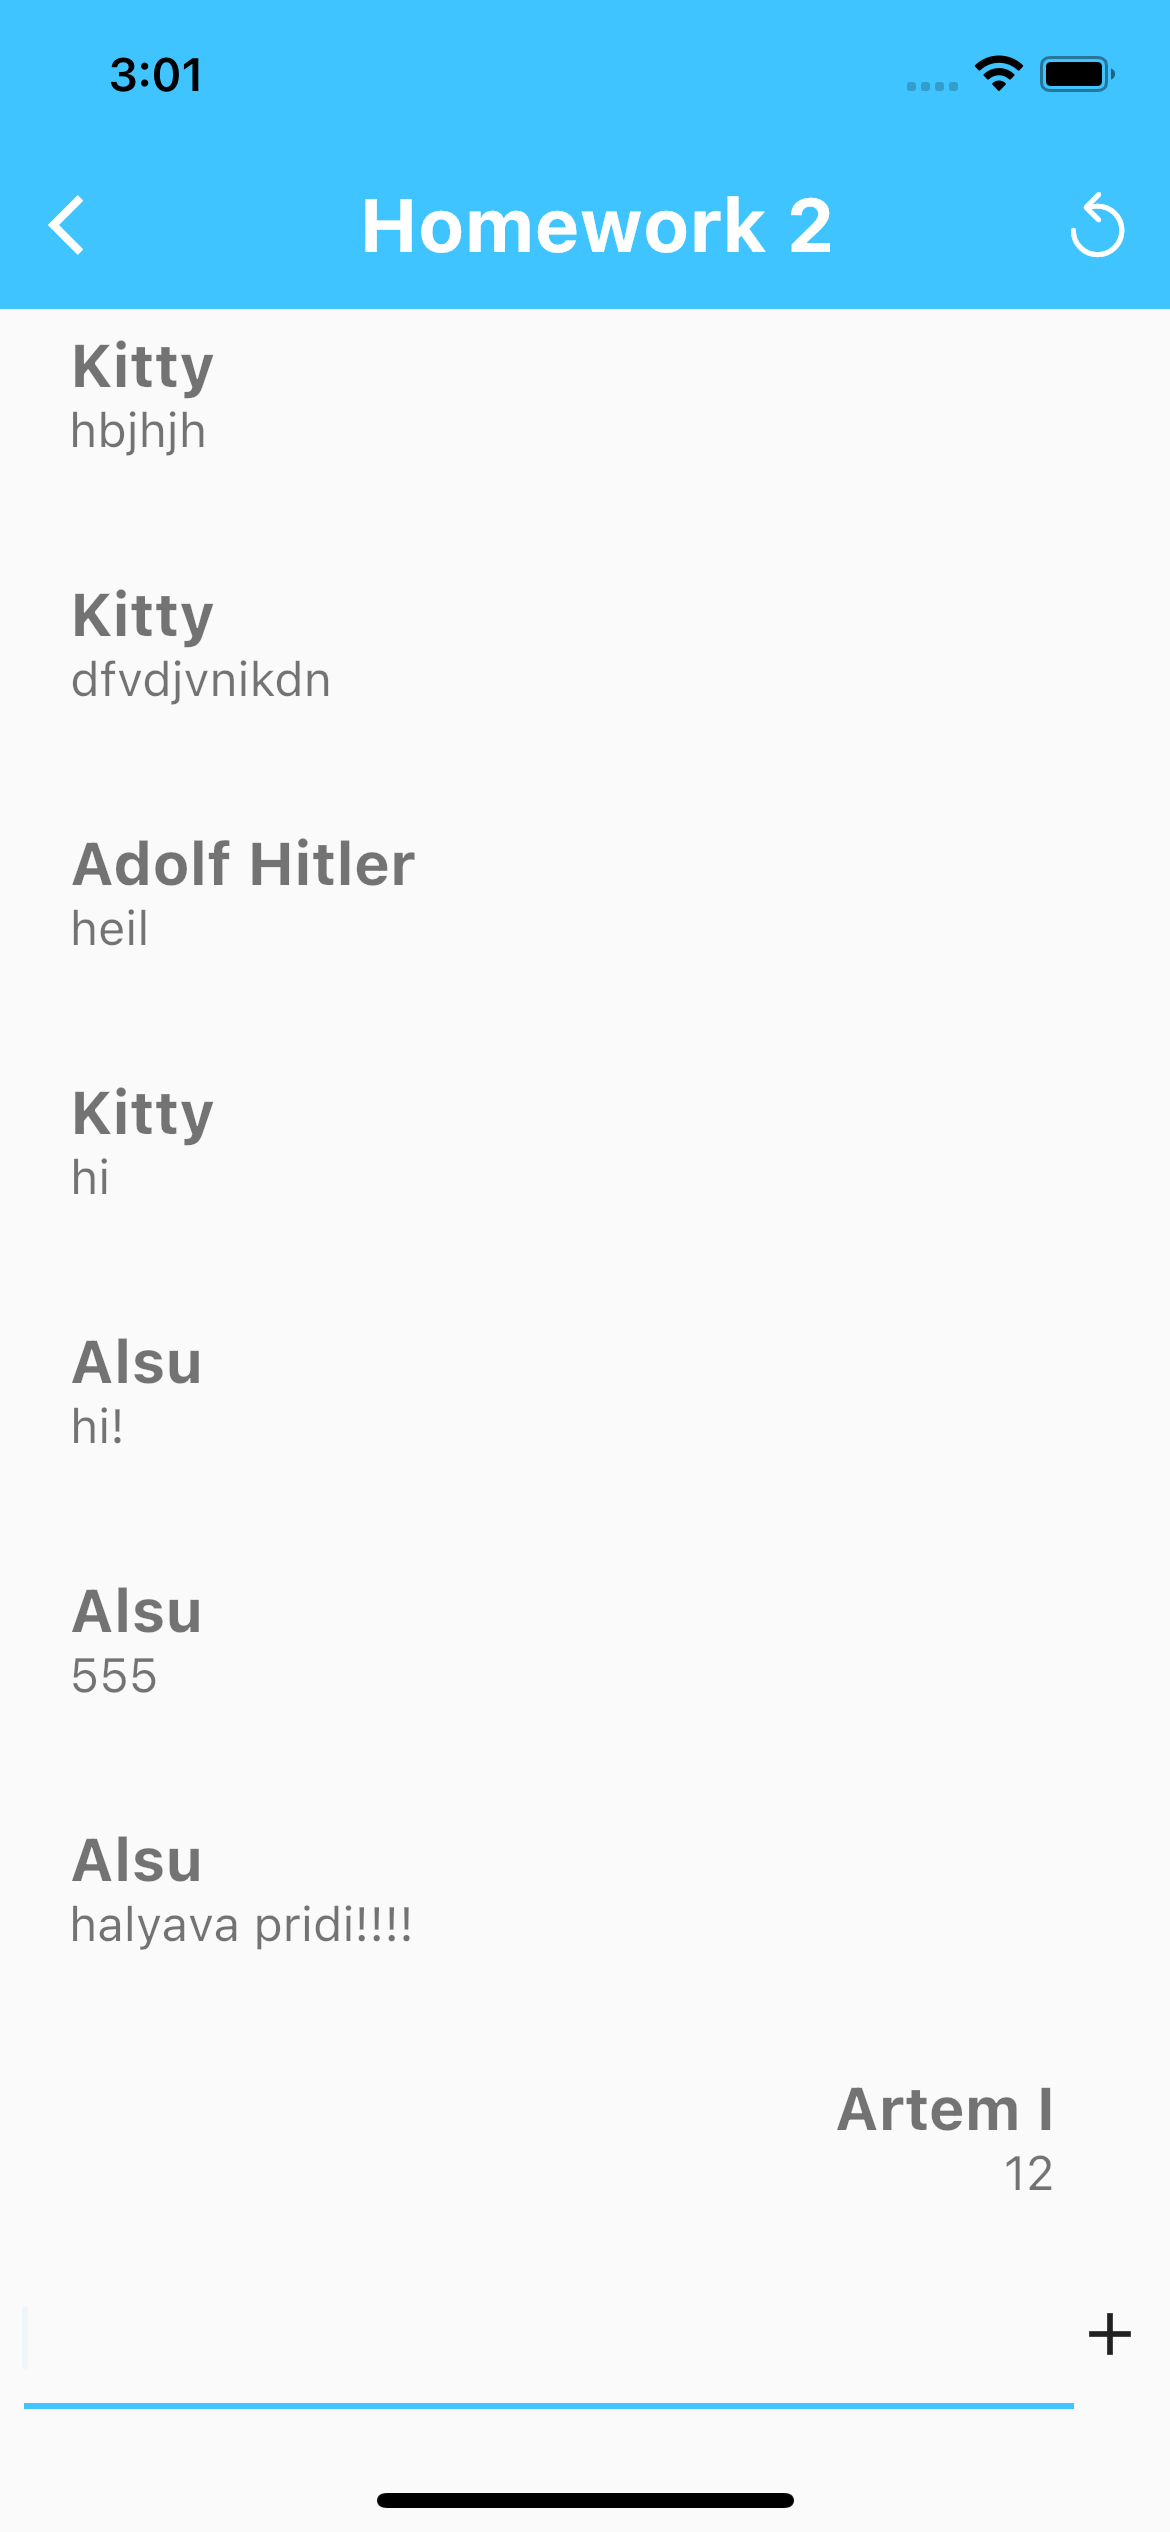 3:01
Homework 2
Kitty
hbjhjh
Kitty
dfvdjvnikdn
Adolf Hitler
heil
Kitty
hi
Alsu
hi!
Alsu
555
Alsu
halyava pridi!!!!
Artem I
12